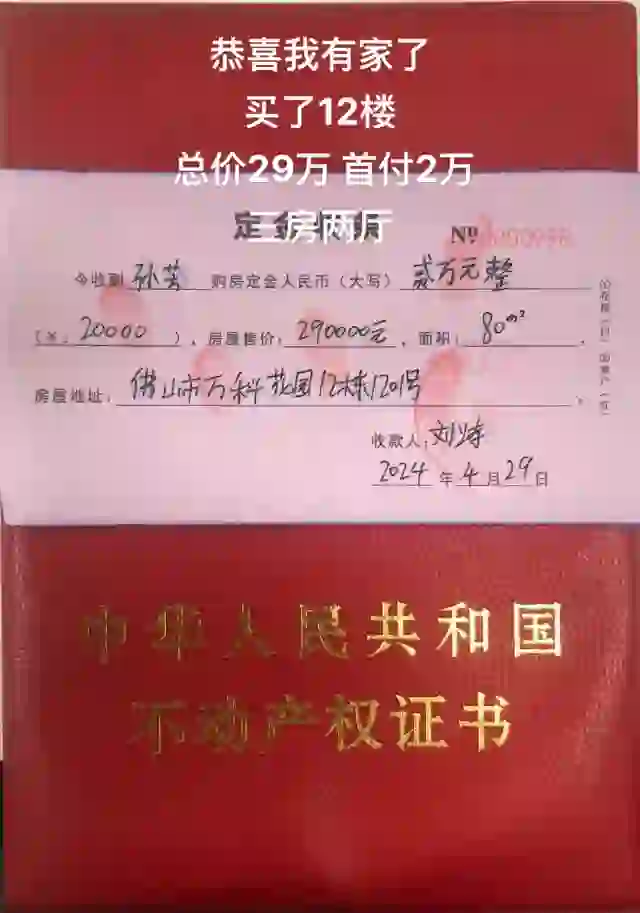 恭喜我有家了
买了12楼
总价29万 首付2万
三房两厅
定金收据
№
今收到 孙芸 购房定金人民币（大写） 贰万元整
（¥： 20000 ），房屋售价： 290000元 ，面积： 80m² ，
房屋地址： 佛山市万科花园12栋1201号 。
收款人：刘婷
2024 年 4 月 29 日
中华人民共和国
不动产权证书